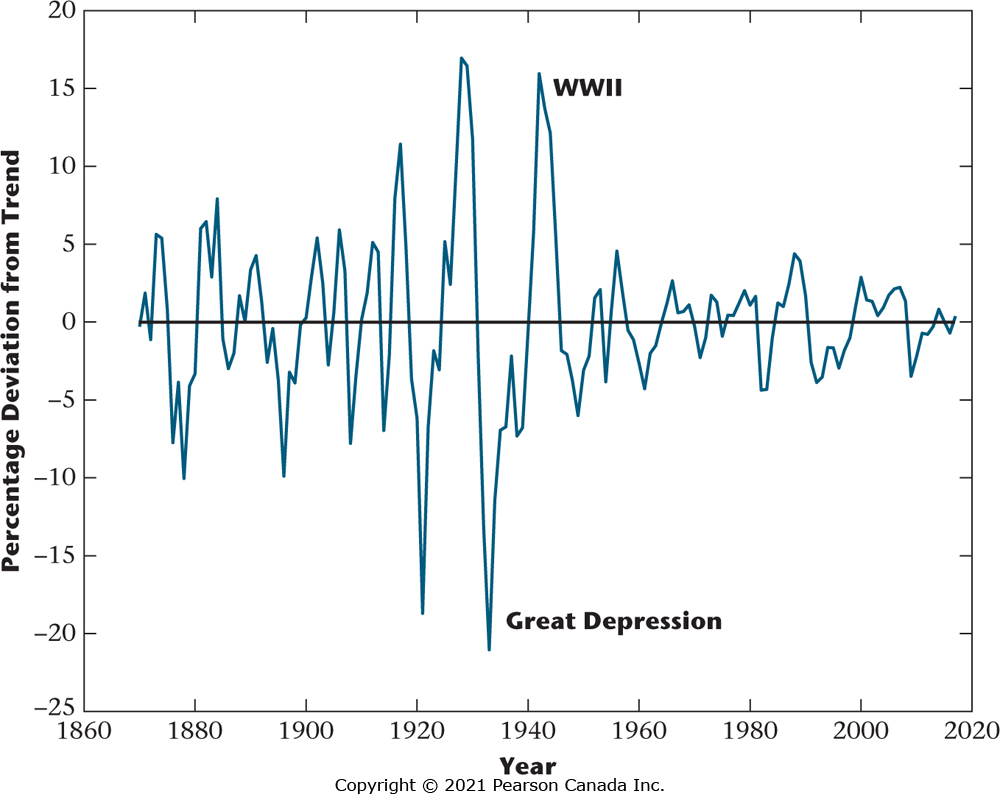 20
15
10
5
0
−5
−10
−15
−20
−25
Percentage Deviation from Trend
WWII
Great Depression
1860 1880 1900 1920 1940 1960 1980 2000 2020
Year
Copyright © 2021 Pearson Canada Inc.